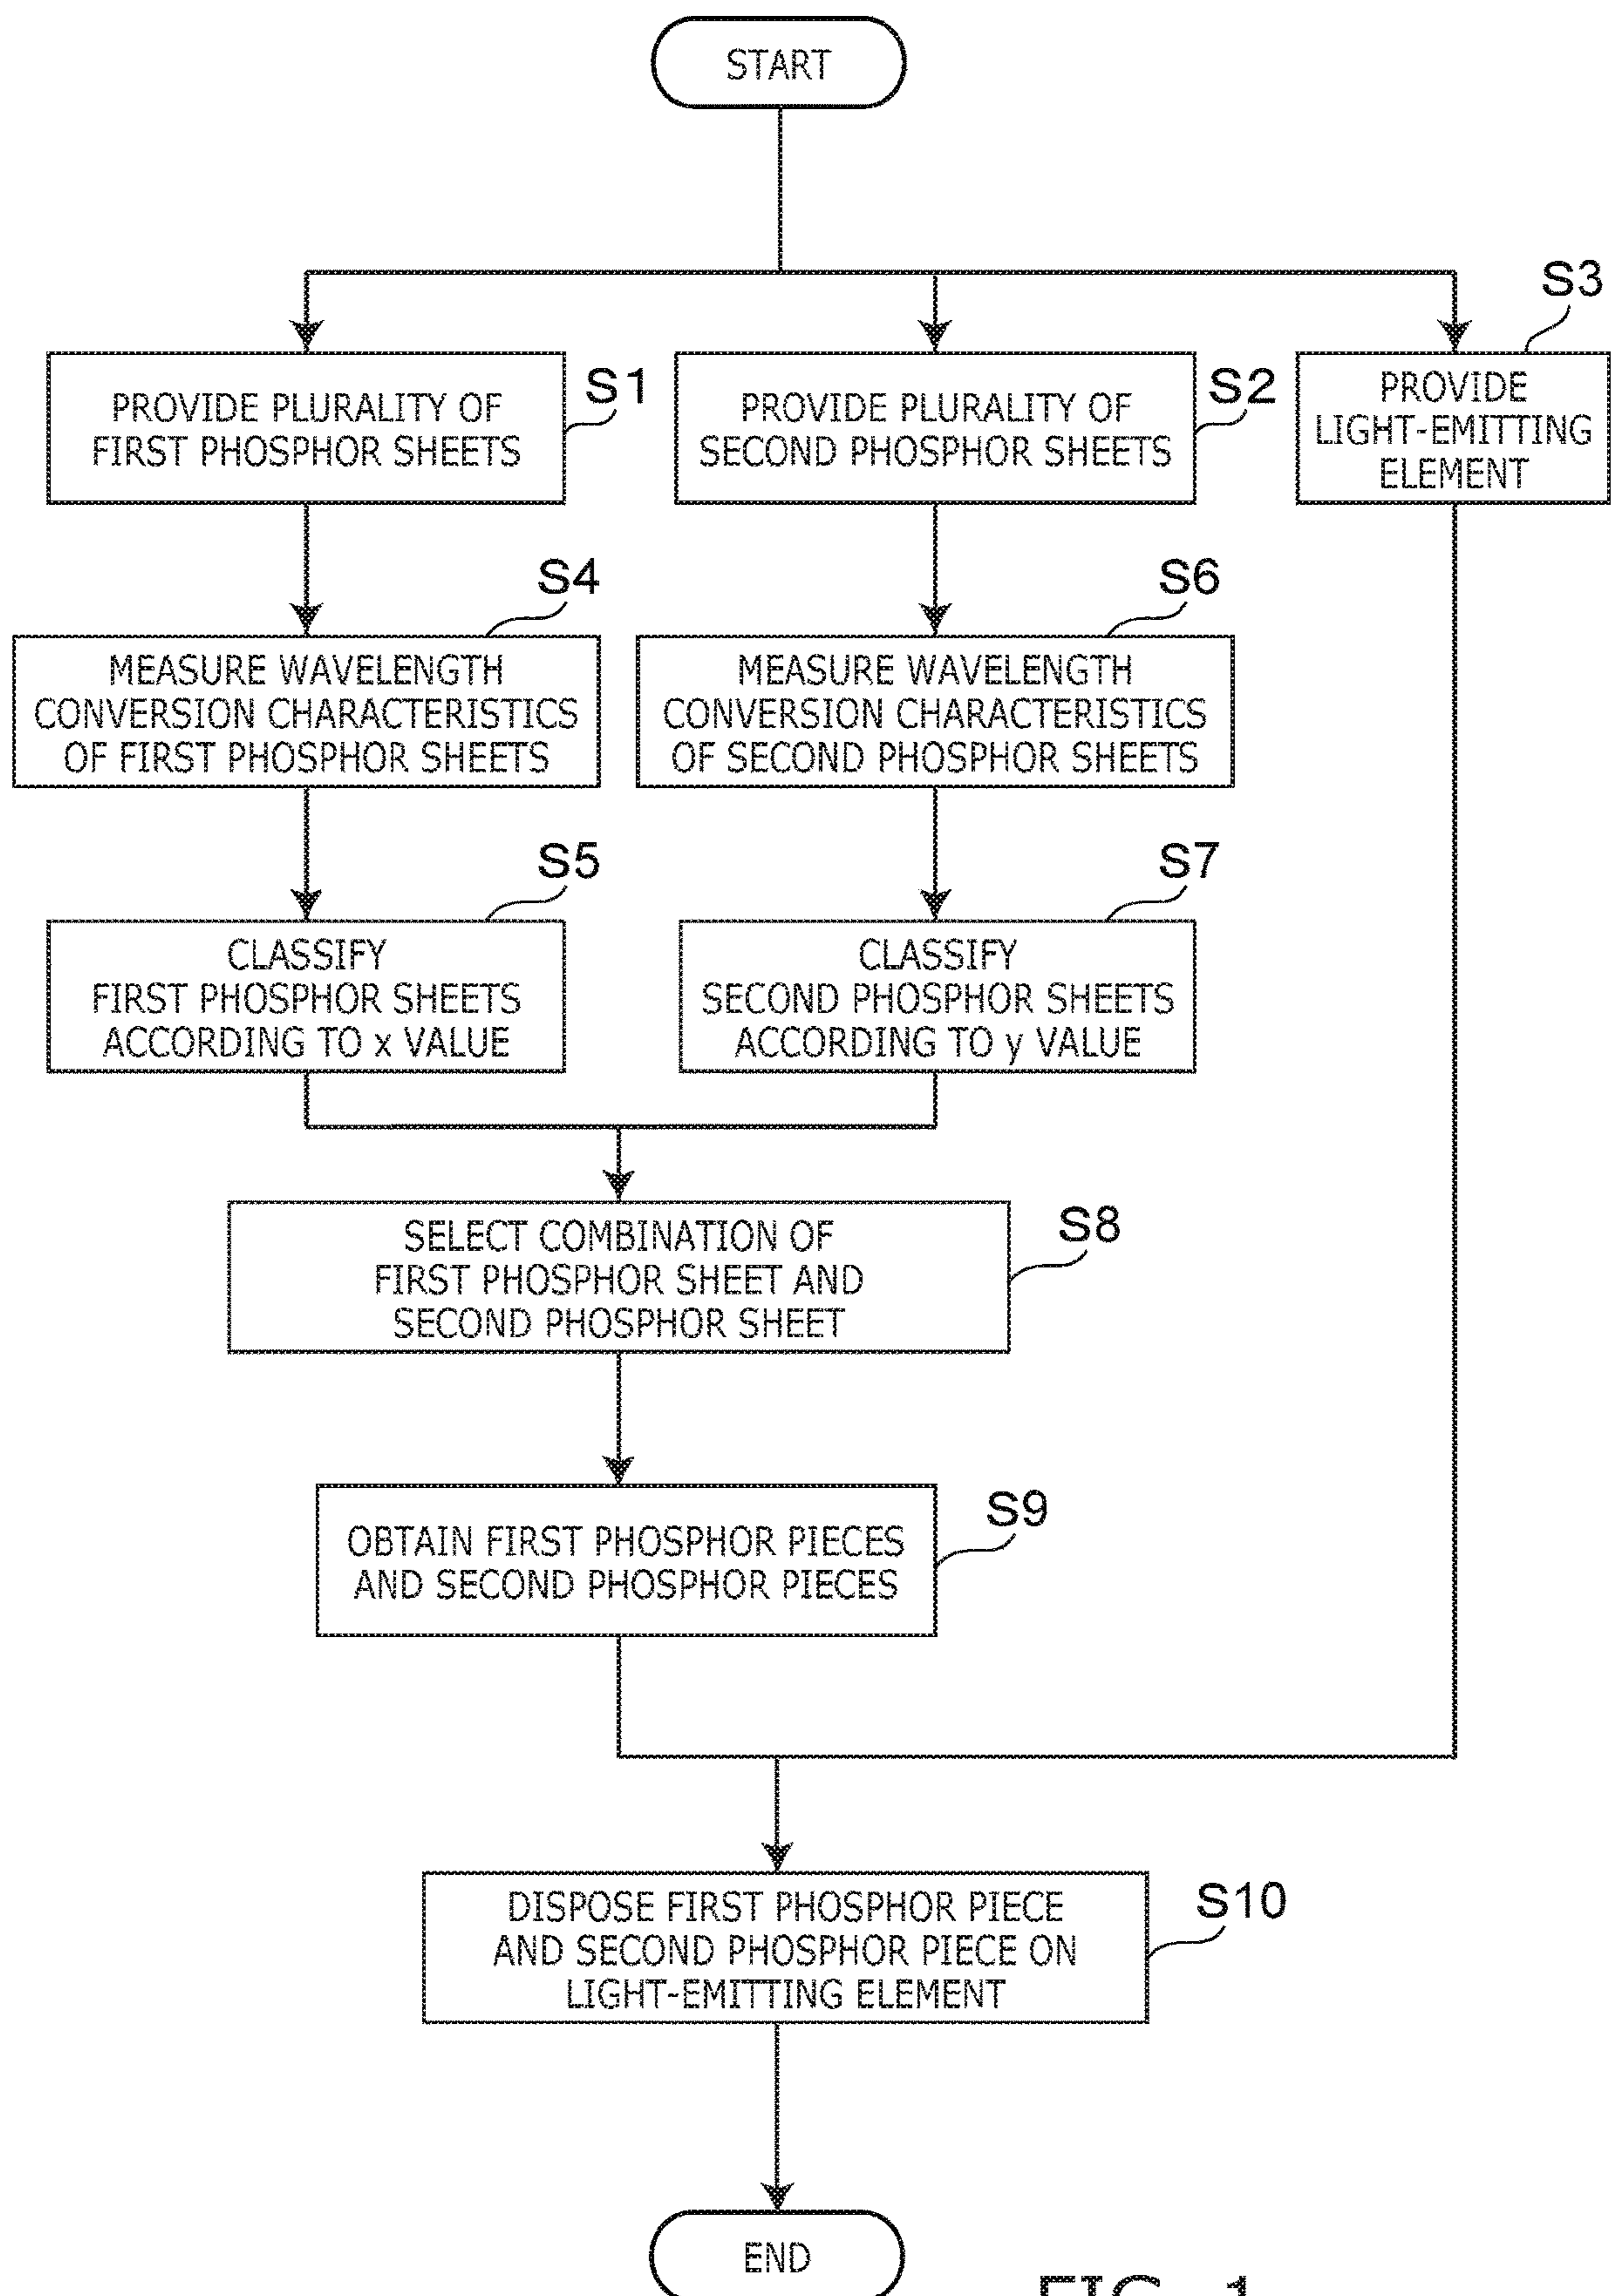 START
S3
S1
S2
PROVIDE PLURALITY OF
FIRST PHOSPHOR SHEETS
PROVIDE PLURALITY OF
SECOND PHOSPHOR SHEETS
PROVIDE
LIGHT-EMITTING
ELEMENT
S4
S6
MEASURE WAVELENGTH
CONVERSION CHARACTERISTICS
OF FIRST PHOSPHOR SHEETS
MEASURE WAVELENGTH
CONVERSION CHARACTERISTICS
OF SECOND PHOSPHOR SHEETS
S5
S7
CLASSIFY
FIRST PHOSPHOR SHEETS
ACCORDING TO x VALUE
CLASSIFY
SECOND PHOSPHOR SHEETS
ACCORDING TO y VALUE
S8
SELECT COMBINATION OF
FIRST PHOSPHOR SHEET AND
SECOND PHOSPHOR SHEET
S9
OBTAIN FIRST PHOSPHOR PIECES
AND SECOND PHOSPHOR PIECES
S10
DISPOSE FIRST PHOSPHOR PIECE
AND SECOND PHOSPHOR PIECE ON
LIGHT-EMITTING ELEMENT
END
FIG. 1